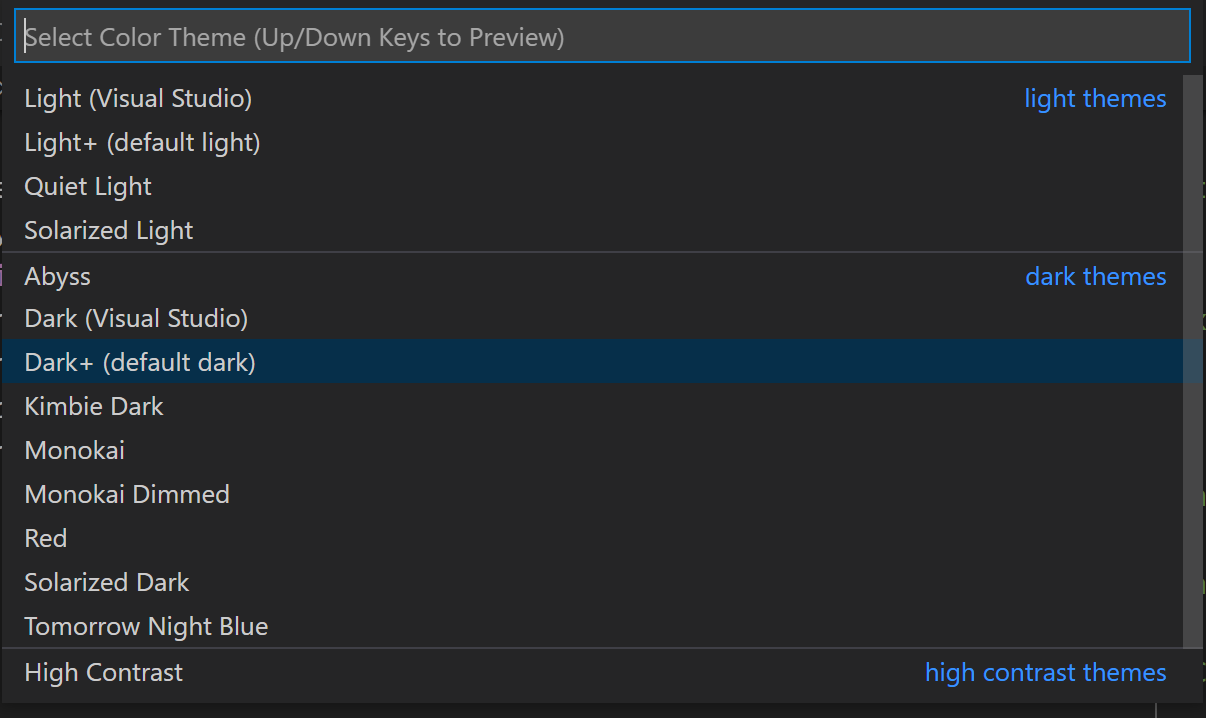 Select Color Theme (Up/Down Keys to Preview)
Light (Visual Studio) light themes
Light+ (default light)
Quiet Light
Solarized Light
Abyss dark themes
Dark (Visual Studio)
Dark+ (default dark)
Kimbie Dark
Monokai
Monokai Dimmed
Red
Solarized Dark
Tomorrow Night Blue
High Contrast high contrast themes